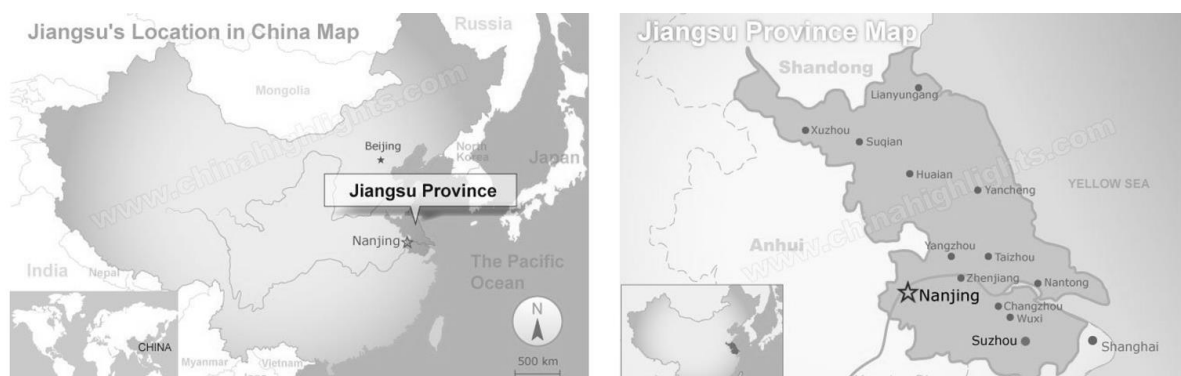 Jiangsu's Location in China Map
Russia
Mongolia
www.chinahighlights.com
Beijing
North
Korea
Japan
Jiangsu Province
Nanjing
India
Nepal
The Pacific
Ocean
N
CHINA
Myanmar
Vietnam
500 km
Jiangsu Province Map
Shandong
Lianyungang
Xuzhou
Suqian
www.chinahighlights.com
Huaian
Yancheng
YELLOW SEA
Anhui
Yangzhou
Taizhou
Zhenjiang
Nantong
Nanjing
Changzhou
Wuxi
Suzhou
Shanghai